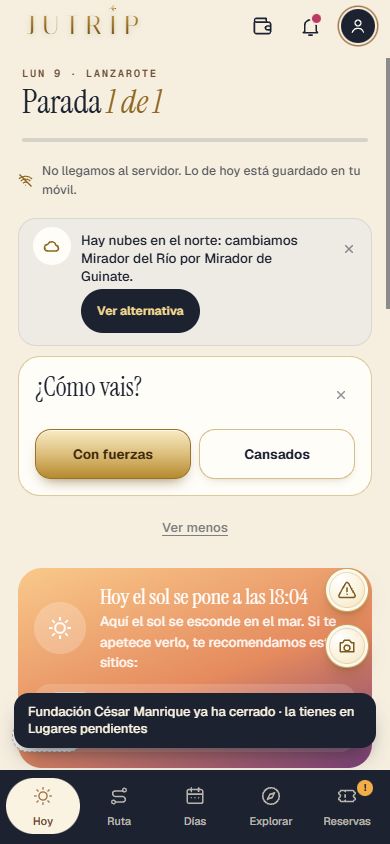 JUTRIP
LUN 9 · LANZAROTE
Parada 1 de 1
No llegamos al servidor. Lo de hoy está guardado en tu
móvil.
Hay nubes en el norte: cambiamos
Mirador del Río por Mirador de
Guinate.
Ver alternativa
¿Cómo vais?
Con fuerzas
Cansados
Ver menos
Hoy el sol se pone a las 18:04
Aquí el sol se esconde en el mar. Si te
apetece verlo, te recomendamos
sitios:
Fundación César Manrique ya ha cerrado · la tienes en
Lugares pendientes
Hoy
Ruta
Días
Explorar
Reservas
!